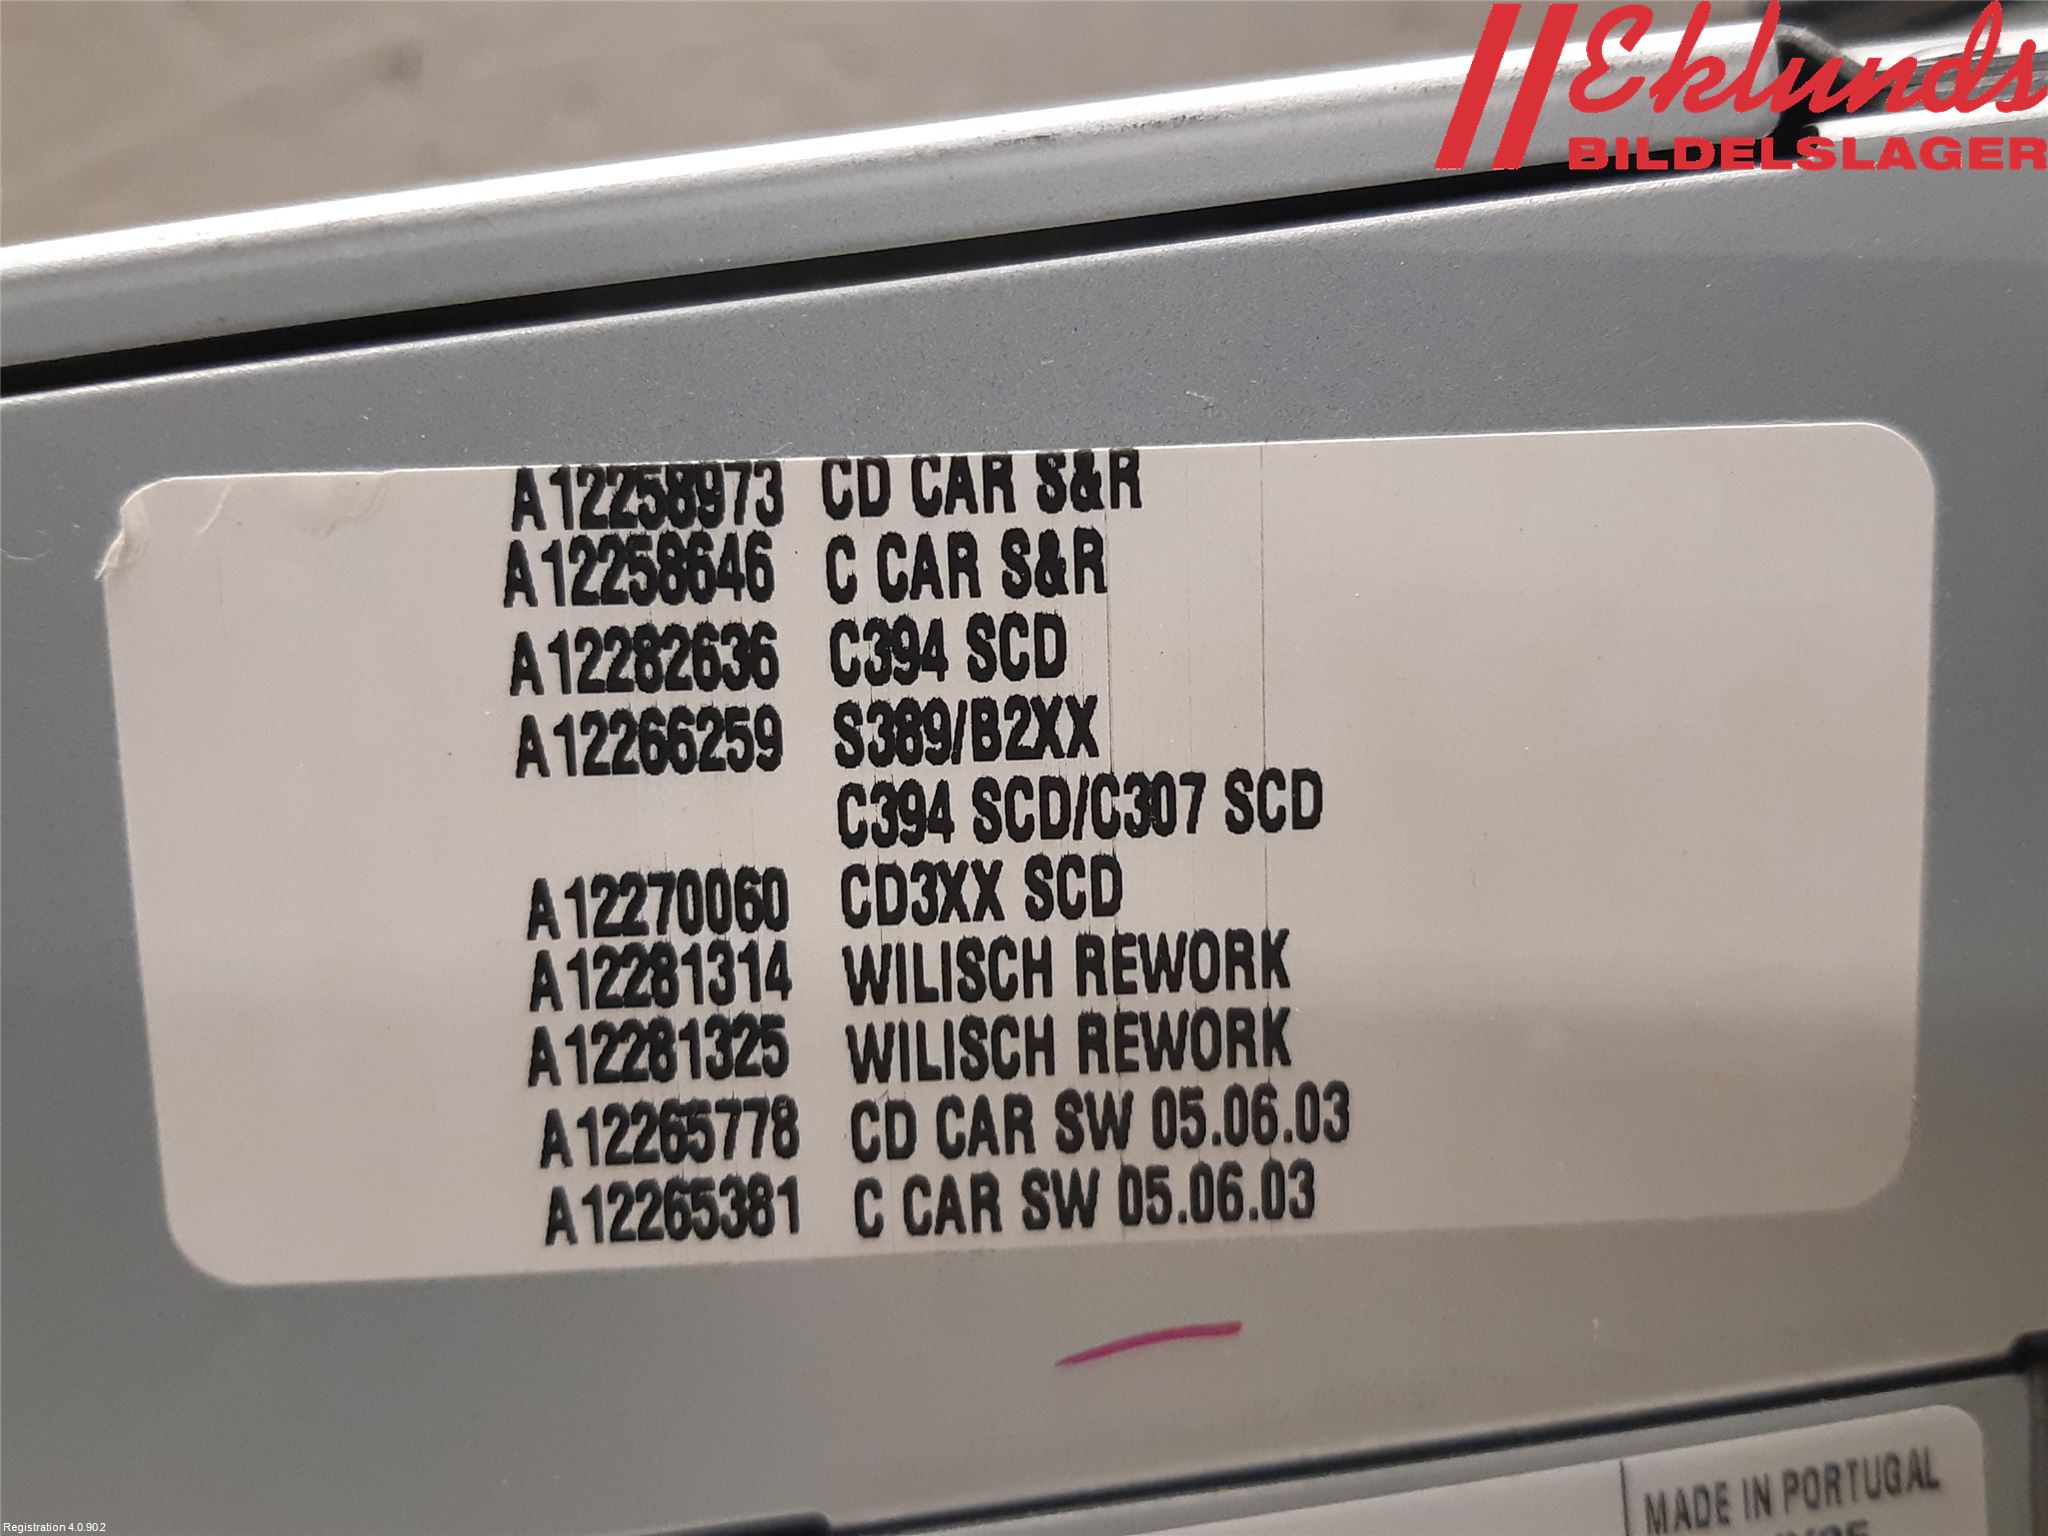 Eklunds
BILDELSLAGER
A12258973 CD CAR S&R
A12258646 C CAR S&R
A12282636 C394 SCD
A12266259 S389/B2XX
C394 SCD/C307 SCD
A12270060 CD3XX SCD
A12281314 WILISCH REWORK
A12281325 WILISCH REWORK
A12265778 CD CAR SW 05.06.03
A12265381 C CAR SW 05.06.03
MADE IN PORTUGAL
Registration 4.0.90.2